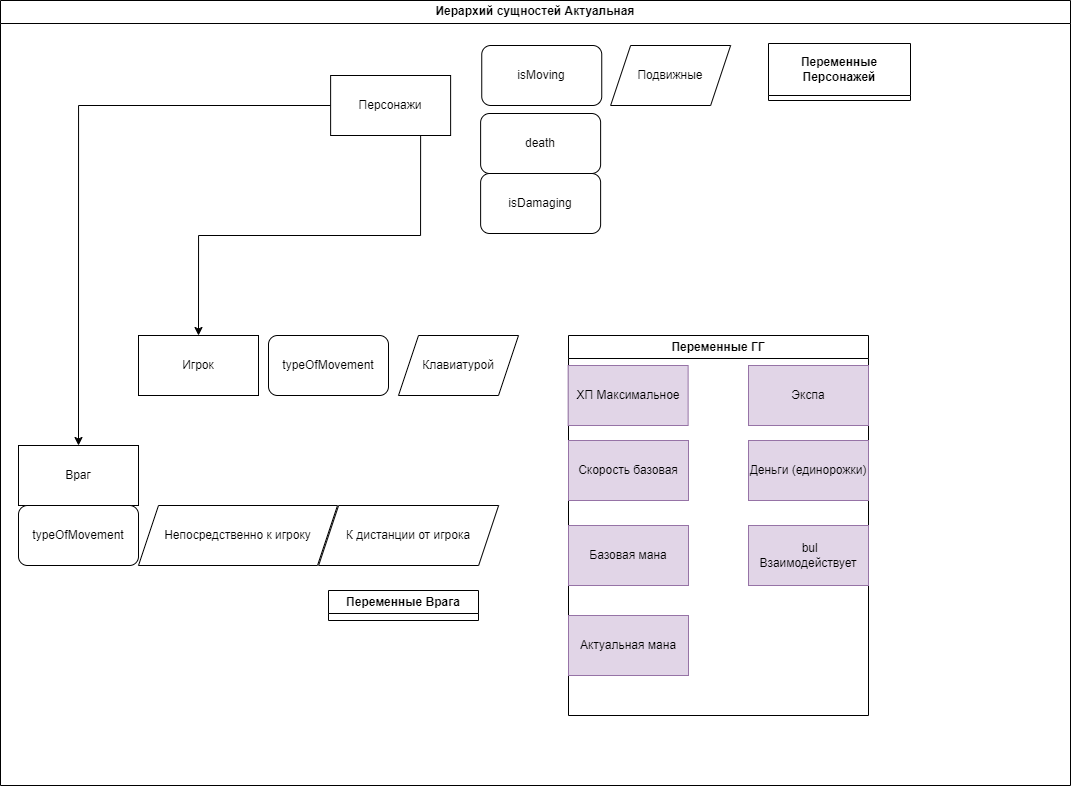 Иерархий сущностей Актуальная
Персонажи
isMoving
Подвижные
Переменные
Персонажей
death
isDamaging
Игрок
typeOfMovement
Клавиатурой
Переменные ГГ
ХП Максимальное
Экспа
Враг
Скорость базовая
Деньги (единорожки)
typeOfMovement
Непосредственно к игроку
К дистанции от игрока
Базовая мана
bul
Взаимодействует
Переменные Врага
Актуальная мана